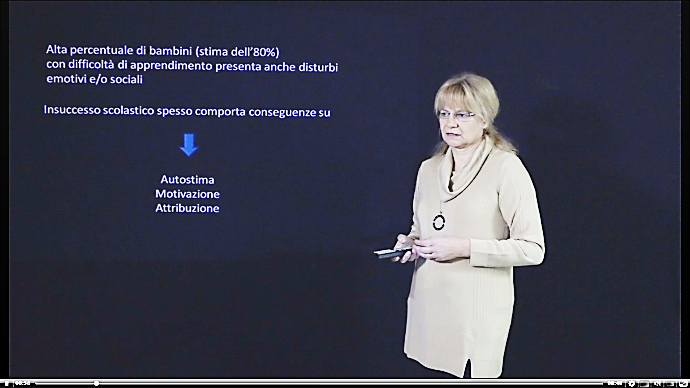 Alta percentuale di bambini (stima dell'80%)
con difficoltà di apprendimento presenta anche disturbi
emotivi e/o sociali
Insuccesso scolastico spesso comporta conseguenze su
Autostima
Motivazione
Attribuzione